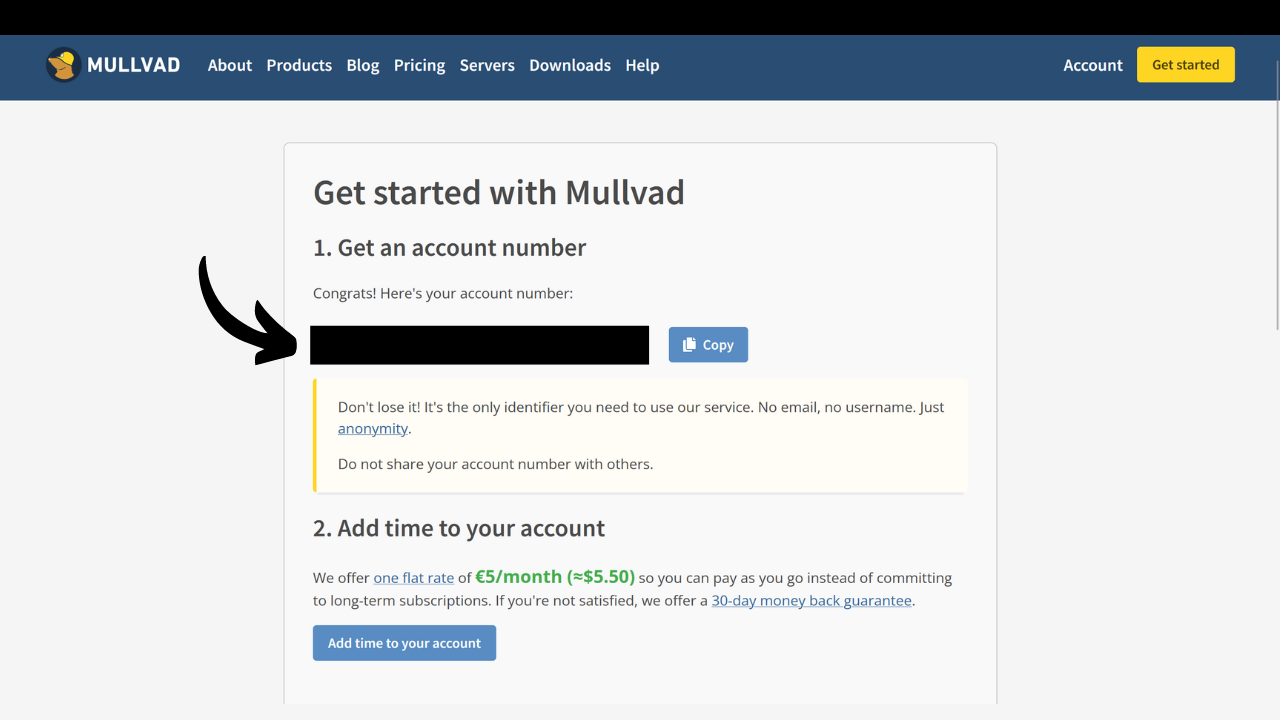 MULLVAD About Products Blog Pricing Servers Downloads Help Account Get started
Get started with Mullvad
1. Get an account number
Congrats! Here's your account number:
Copy
Don't lose it! It's the only identifier you need to use our service. No email, no username. Just
anonymity.
Do not share your account number with others.
2. Add time to your account
We offer one flat rate of €5/month (≈$5.50) so you can pay as you go instead of committing
to long-term subscriptions. If you're not satisfied, we offer a 30-day money back guarantee.
Add time to your account